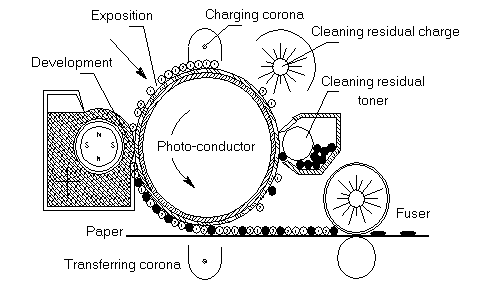 Exposition
Charging corona
Cleaning residual charge
Development
Cleaning residual
toner
N
S S
N
Photo-conductor
Fuser
Paper
Transferring corona